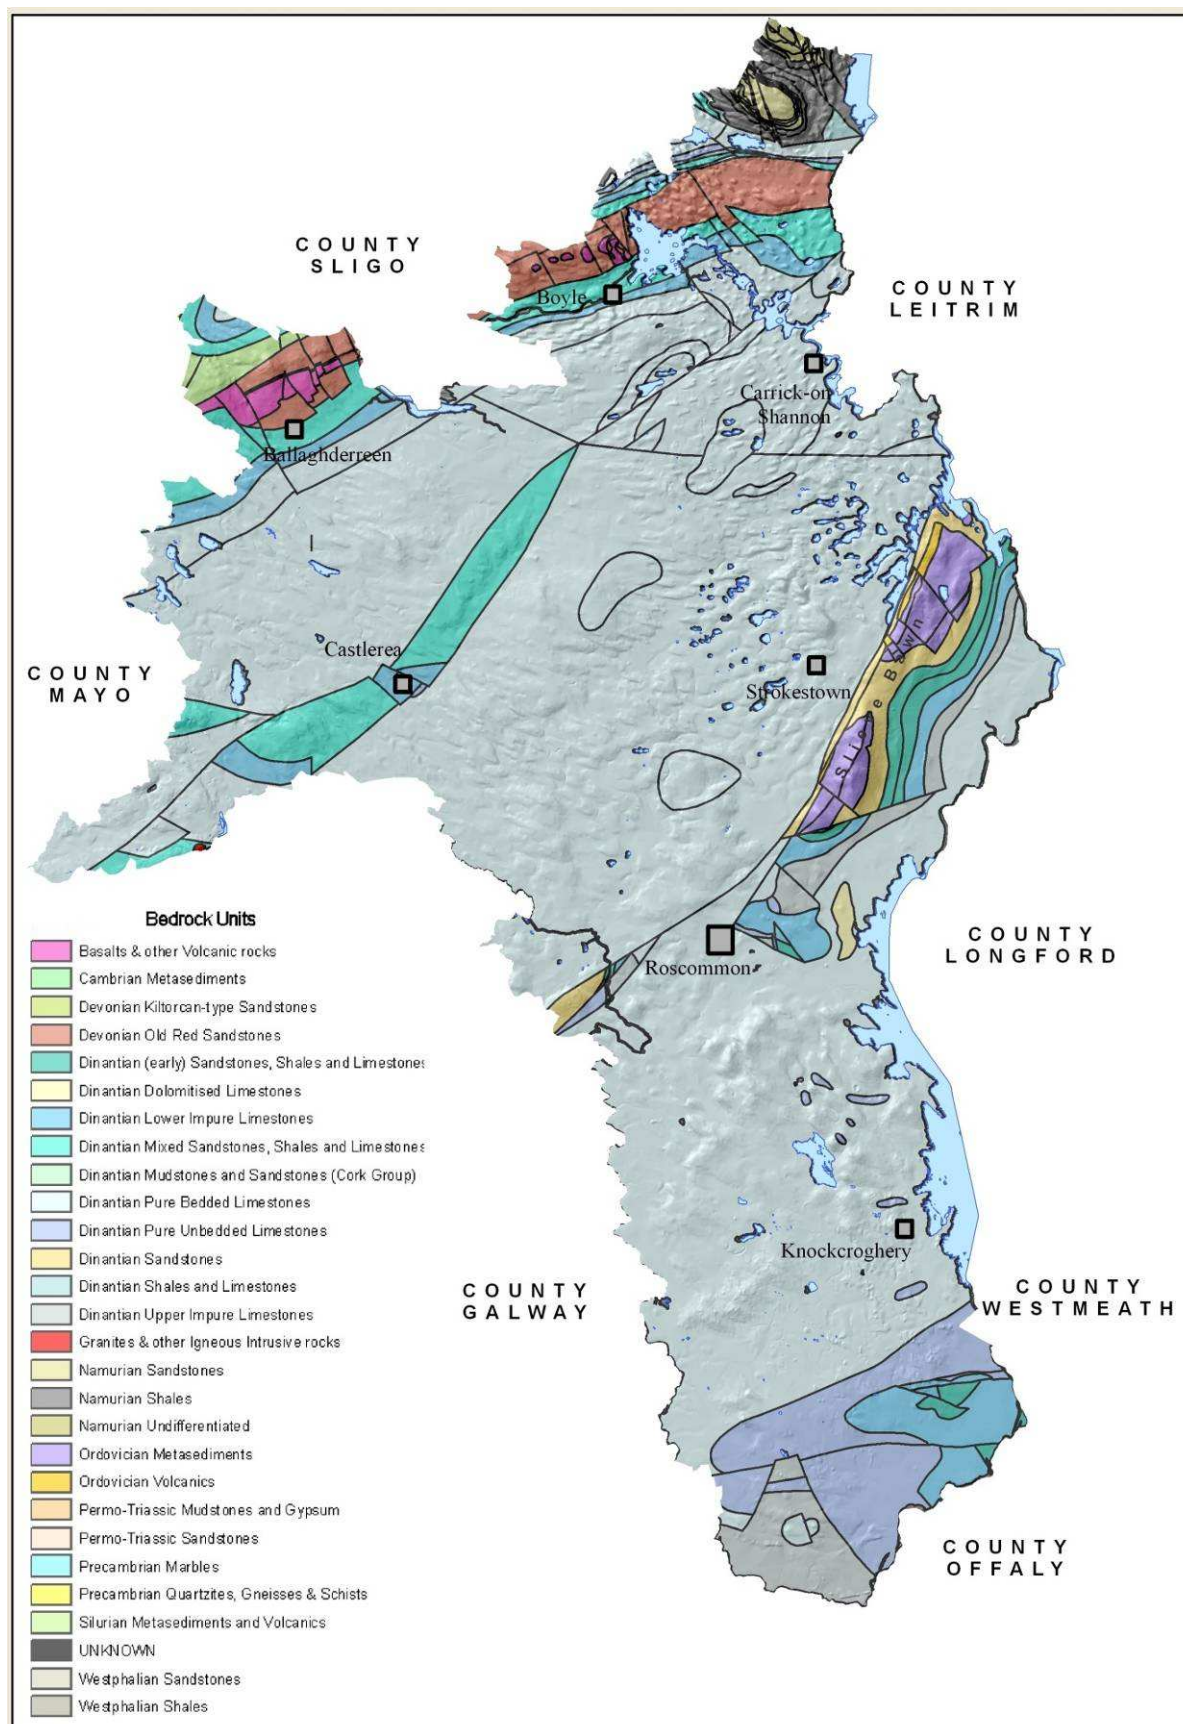 COUNTY
SLIGO
COUNTY
LEITRIM
Boyle
Carrick-on
Shannon
Ballaghderreen
Castlerea
COUNTY
MAYO
Strokestown
Slieve Bawn
COUNTY
LONGFORD
Roscommon
Knockcroghery
COUNTY
GALWAY
COUNTY
WESTMEATH
COUNTY
OFFALY
Bedrock Units
Basalts & other Volcanic rocks
Cambrian Metasediments
Devonian Kiltorcan-type Sandstones
Devonian Old Red Sandstones
Dinantian (early) Sandstones, Shales and Limestones
Dinantian Dolomitised Limestones
Dinantian Lower Impure Limestones
Dinantian Mixed Sandstones, Shales and Limestones
Dinantian Mudstones and Sandstones (Cork Group)
Dinantian Pure Bedded Limestones
Dinantian Pure Unbedded Limestones
Dinantian Sandstones
Dinantian Shales and Limestones
Dinantian Upper Impure Limestones
Granites & other Igneous Intrusive rocks
Namurian Sandstones
Namurian Shales
Namurian Undifferentiated
Ordovician Metasediments
Ordovician Volcanics
Permo-Triassic Mudstones and Gypsum
Permo-Triassic Sandstones
Precambrian Marbles
Precambrian Quartzites, Gneisses & Schists
Silurian Metasediments and Volcanics
UNKNOWN
Westphalian Sandstones
Westphalian Shales